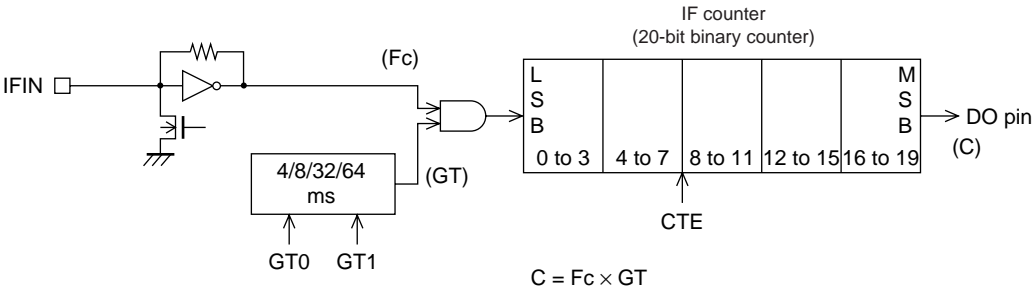 IF counter
(20-bit binary counter)
IFIN
(Fc)
L
S
B
M
S
B
0 to 3
4 to 7
8 to 11
12 to 15
16 to 19
DO pin
(C)
4/8/32/64
ms
(GT)
CTE
GT0
GT1
C = Fc × GT